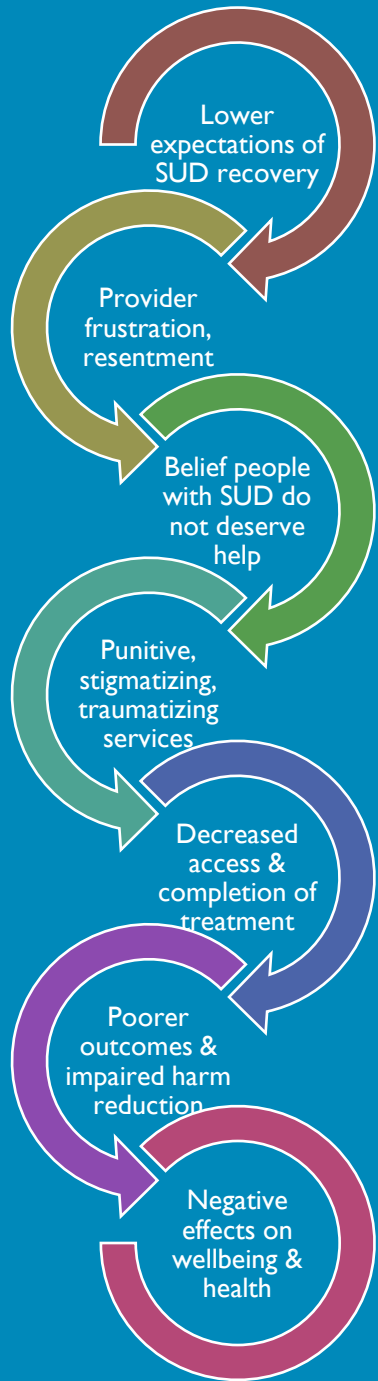 Lower
expectations of
SUD recovery
Provider
frustration,
resentment
Belief people
with SUD do
not deserve
help
Punitive,
stigmatizing,
traumatizing
services
Decreased
access &
completion of
treatment
Poorer
outcomes &
impaired harm
reduction
Negative
effects on
wellbeing &
health